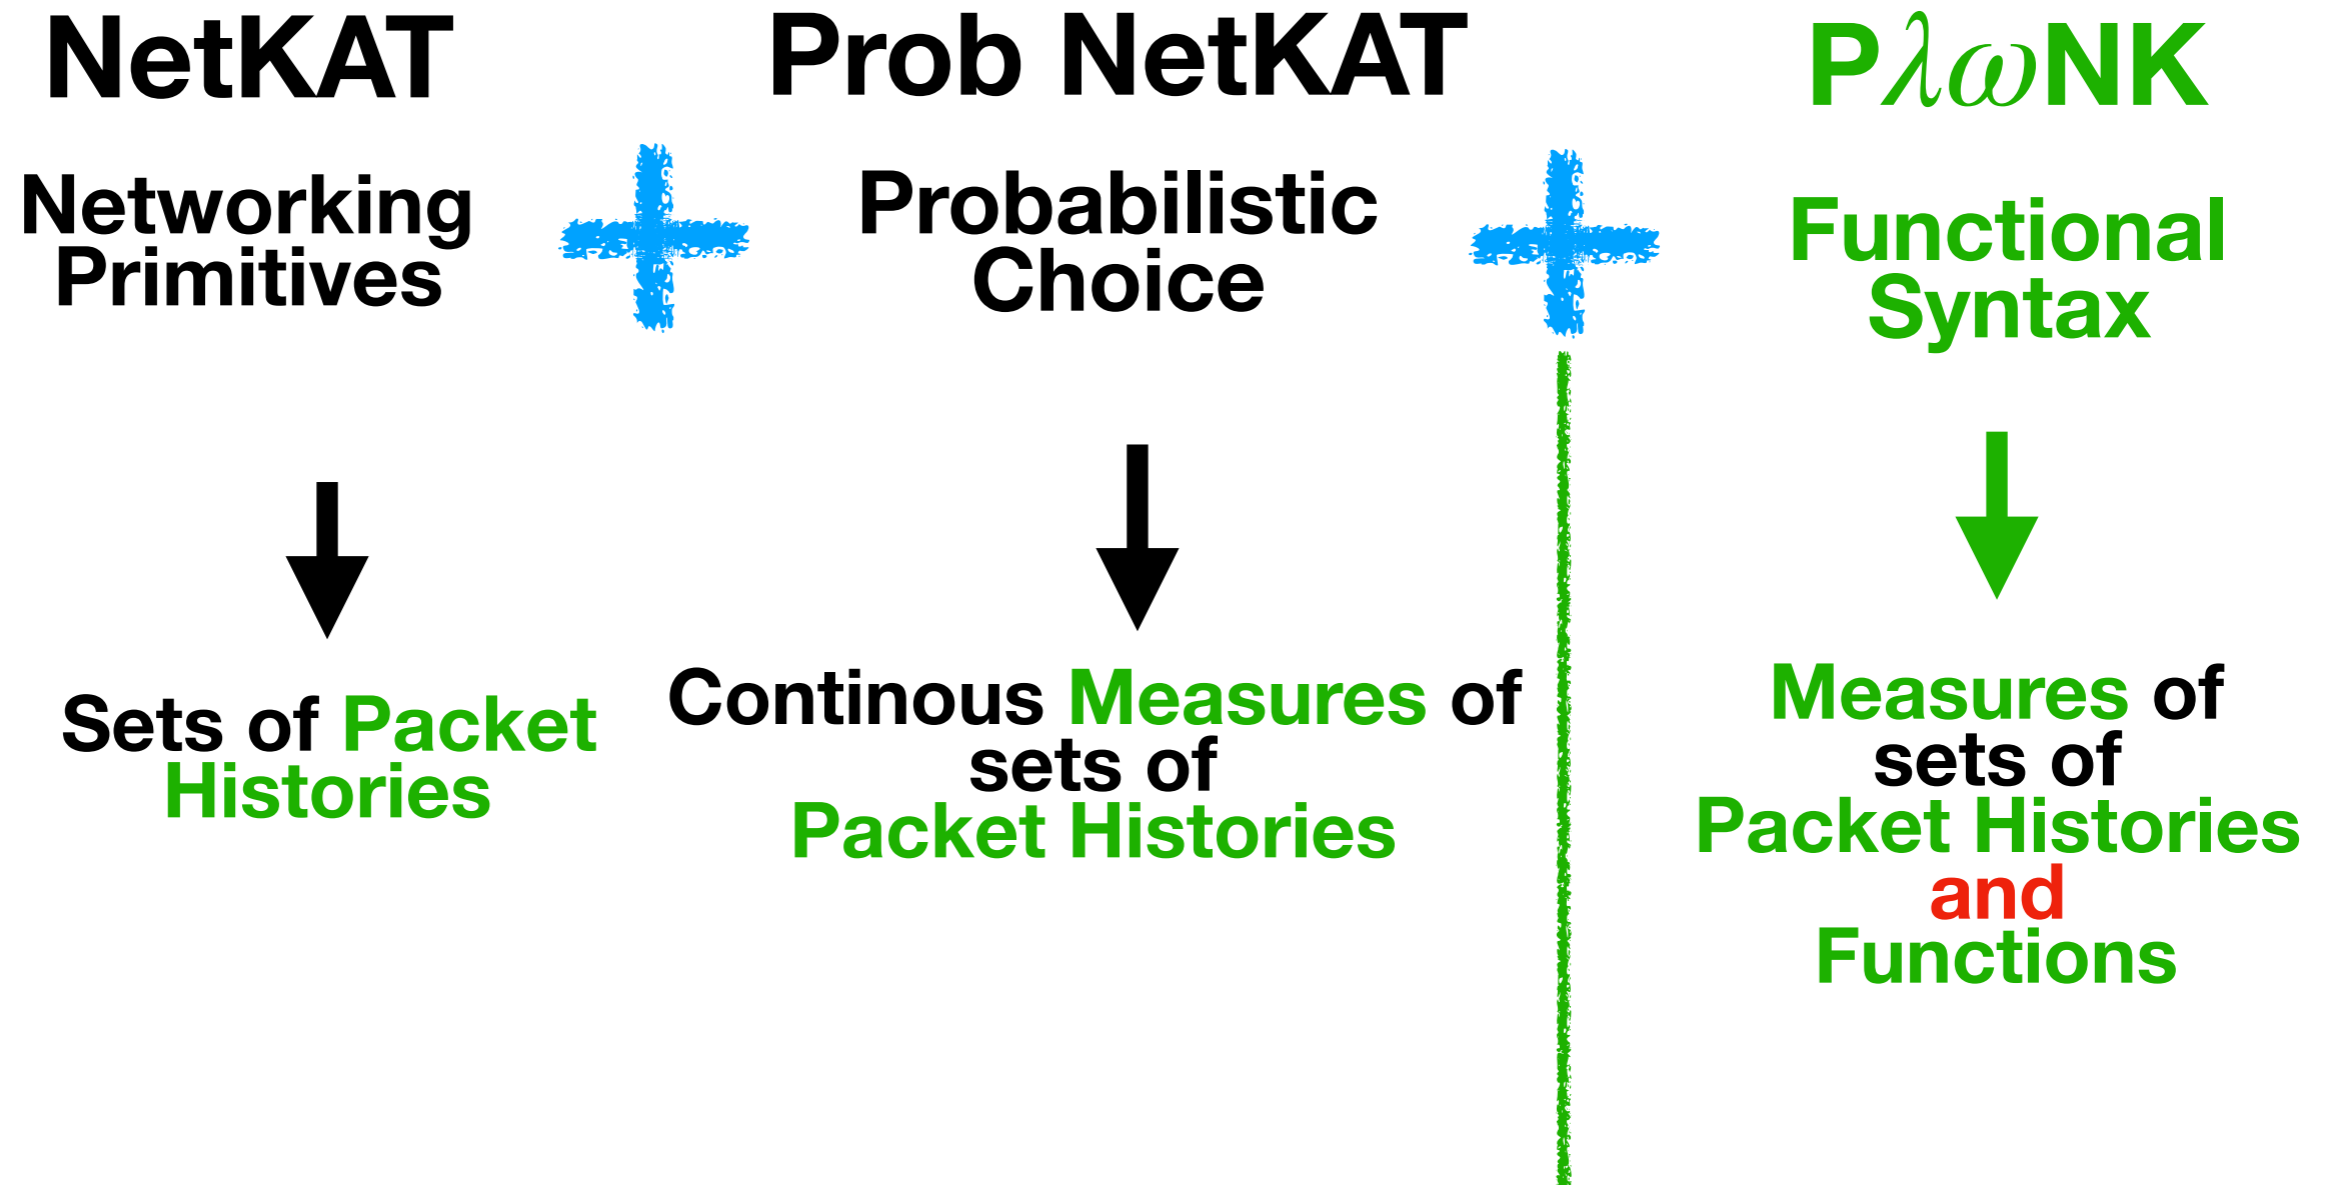 NetKAT
Networking
Primitives
Sets of Packet
Histories
Prob NetKAT
Probabilistic
Choice
Continous Measures of
sets of
Packet Histories
PλωNK
Functional
Syntax
Measures of
sets of
Packet Histories
and
Functions